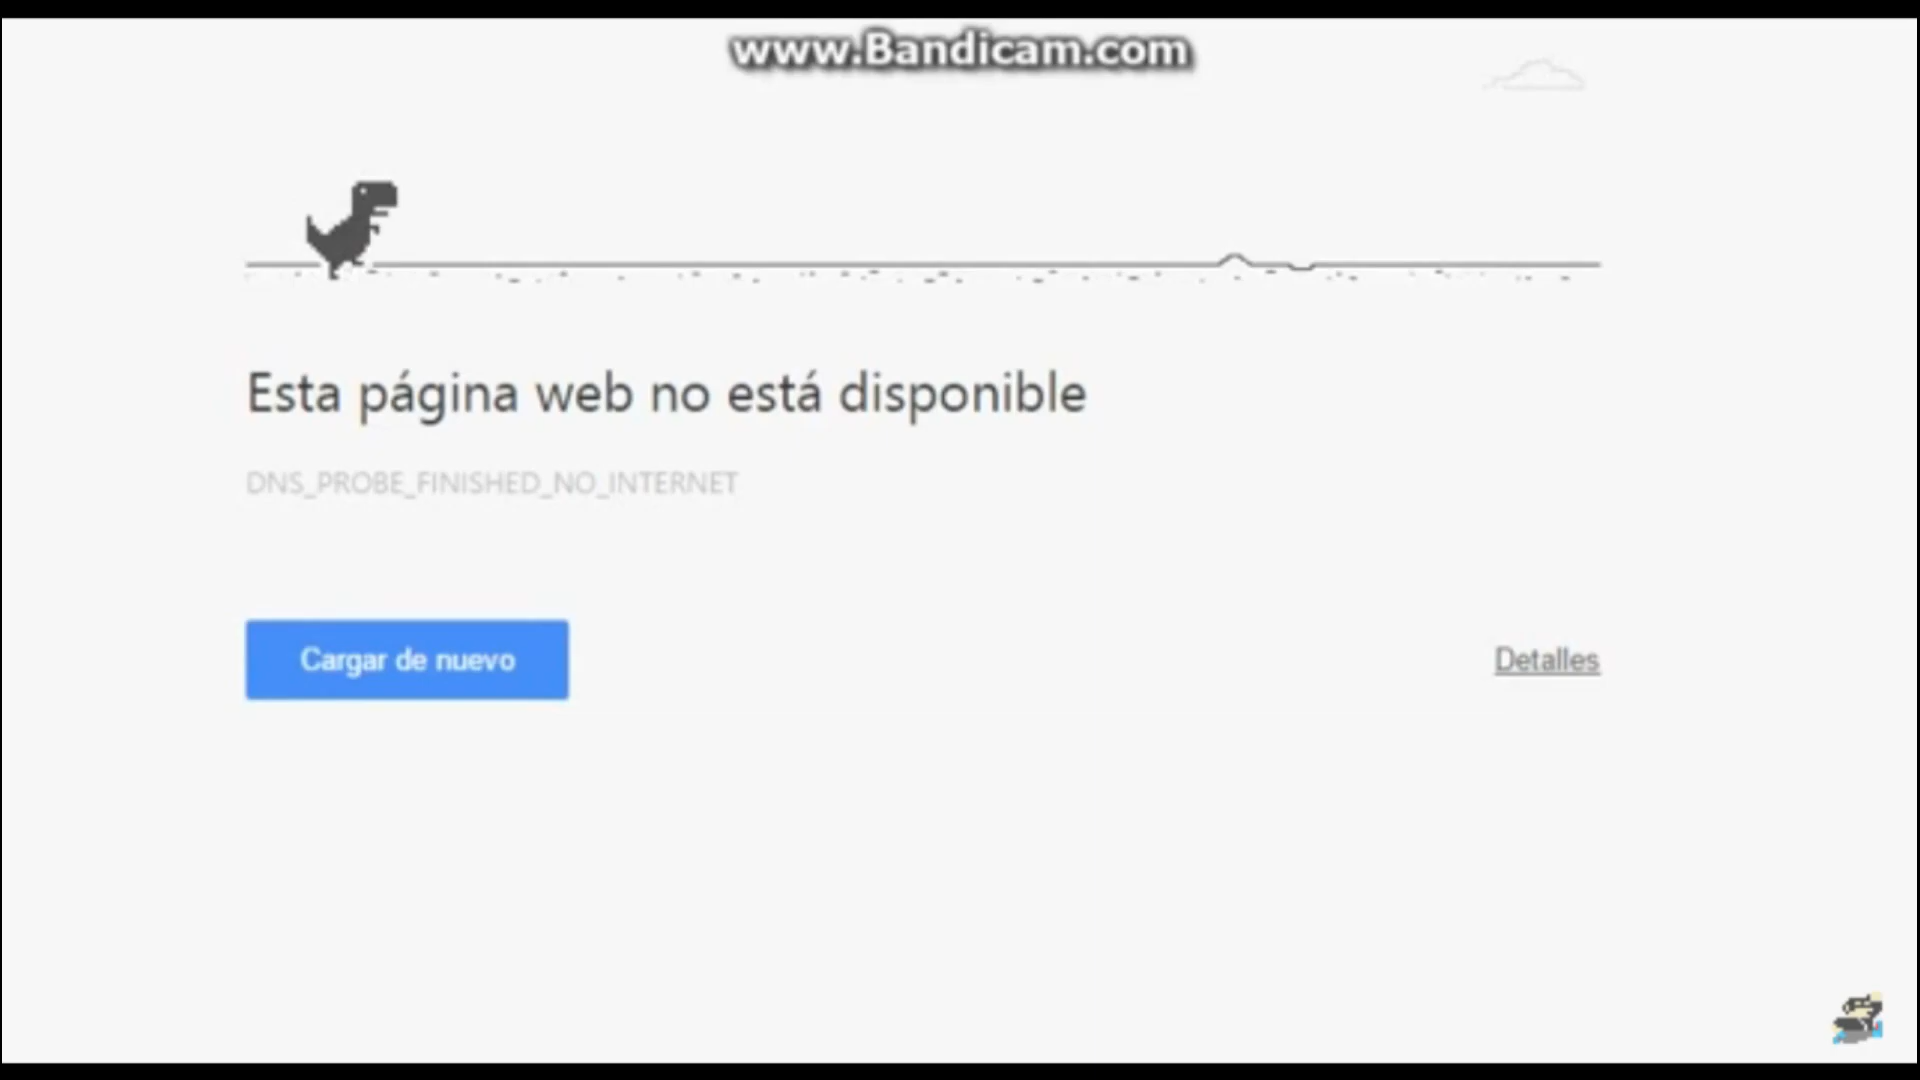 www.Bandicam.com
Esta página web no está disponible
DNS_PROBE_FINISHED_NO_INTERNET
Cargar de nuevo
Detalles